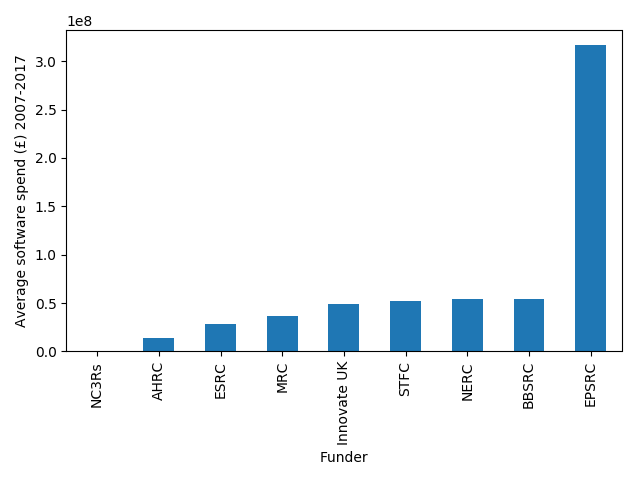 1e8
3.0
2.5
2.0
1.5
1.0
0.5
0.0
Average software spend (£) 2007-2017
NC3Rs
AHRC
ESRC
MRC
Innovate UK
STFC
NERC
BBSRC
EPSRC
Funder